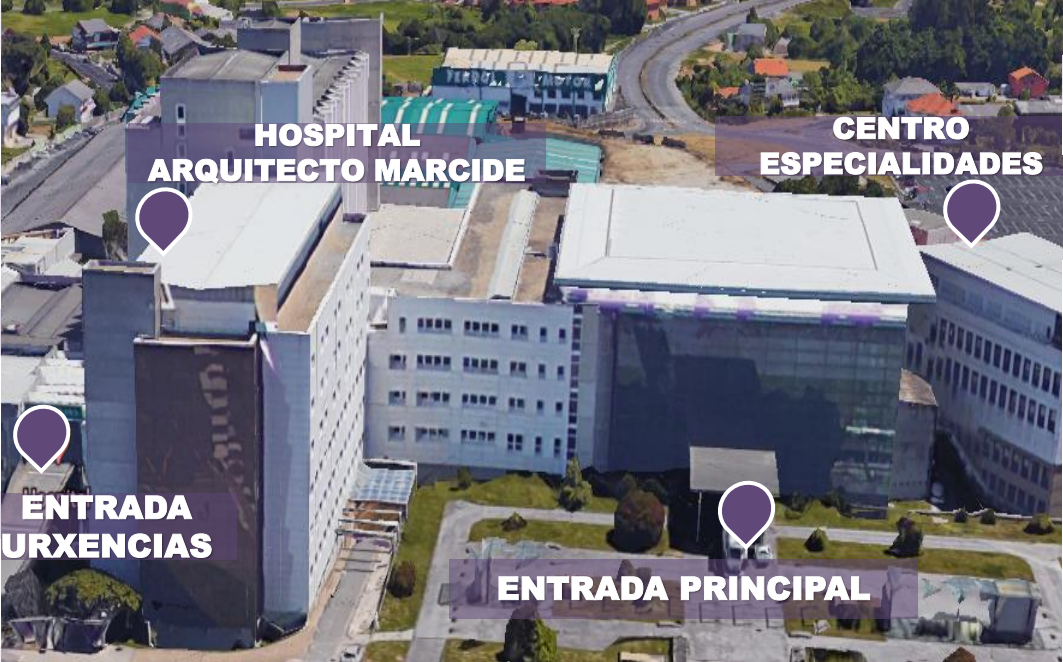 HOSPITAL
ARQUITECTO MARCIDE
CENTRO
ESPECIALIDADES
ENTRADA
URXENCIAS
ENTRADA PRINCIPAL